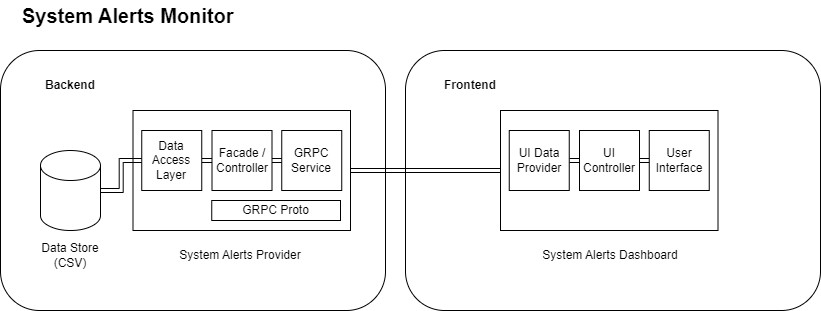 System Alerts Monitor
Backend
Frontend
Data
Access
Layer
Facade /
Controller
GRPC
Service
UI Data
Provider
UI
Controller
User
Interface
GRPC Proto
Data Store
(CSV)
System Alerts Provider
System Alerts Dashboard